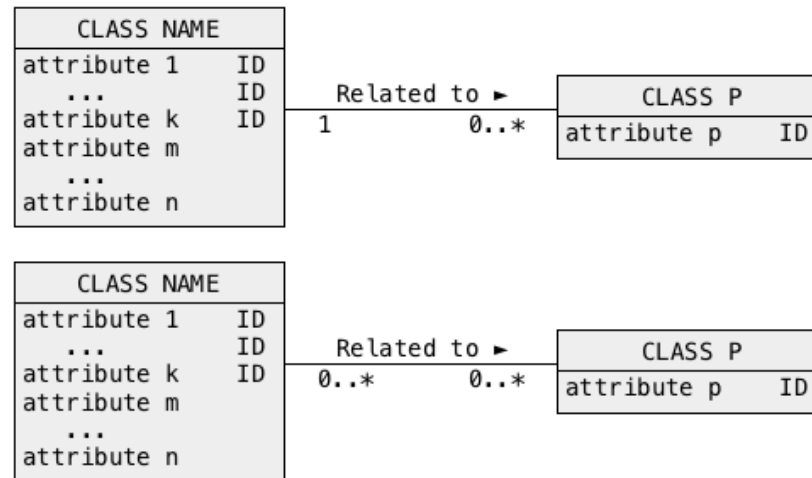 CLASS NAME
attribute 1 ID
... ID
attribute k ID
attribute m
...
attribute n
Related to ►
1 0..*
CLASS P
attribute p ID
CLASS NAME
attribute 1 ID
... ID
attribute k ID
attribute m
...
attribute n
Related to ►
0..* 0..*
CLASS P
attribute p ID